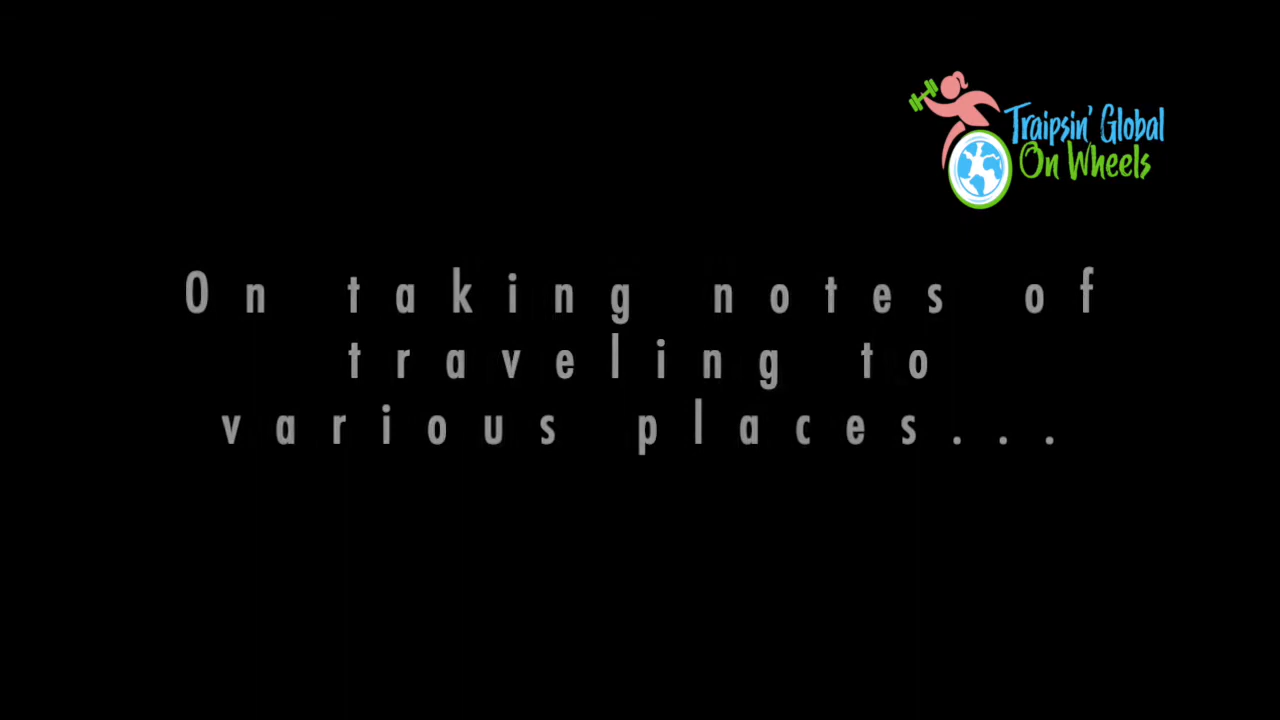 Traipsin' Global
On Wheels
On taking notes of
traveling to
various places...